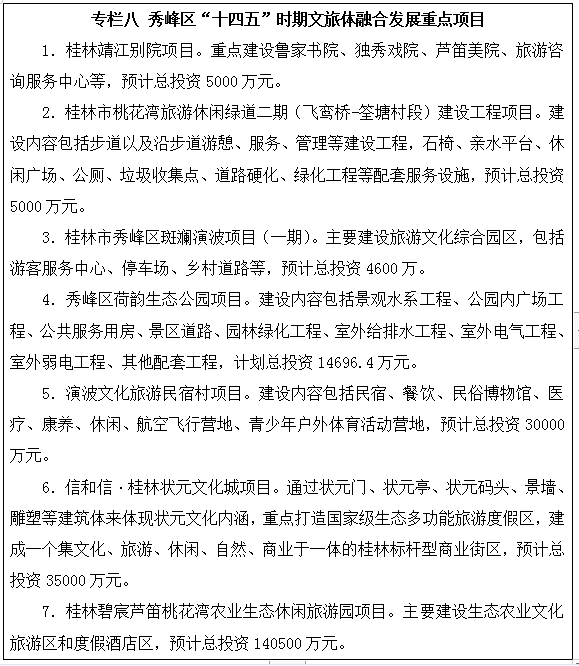 专栏八 秀峰区“十四五”时期文旅体融合发展重点项目
1. 桂林靖江别院项目。重点建设鲁家书院、独秀戏院、芦笛美院、旅游咨
询服务中心等，预计总投资 5000 万元。
2. 桂林市桃花湾旅游休闲绿道二期（飞鸾桥-筌塘村段）建设工程项目。建
设内容包括步道以及沿步道游憩、服务、管理等建设工程，石椅、亲水平台、休
闲广场、公厕、垃圾收集点、道路硬化、绿化工程等配套服务设施，预计总投资
5000 万元。
3. 桂林市秀峰区斑斓演波项目（一期）。主要建设旅游文化综合园区，包括
游客服务中心、停车场、乡村道路等，预计总投资 4600 万。
4. 秀峰区荷韵生态公园项目。建设内容包括景观水系工程、公园内广场工
程、公共服务用房、景区道路、园林绿化工程、室外给排水工程、室外电气工程、
室外弱电工程、其他配套工程，计划总投资 14696.4 万元。
5. 演波文化旅游民宿村项目。建设内容包括民宿、餐饮、民俗博物馆、医
疗、康养、休闲、航空飞行营地、青少年户外体育活动营地，预计总投资 30000
万元。
6. 信和信·桂林状元文化城项目。通过状元门、状元亭、状元码头、景墙、
雕塑等建筑体来体现状元文化内涵，重点打造国家级生态多功能旅游度假区，建
成一个集文化、旅游、休闲、自然、商业于一体的桂林标杆型商业街区，预计总
投资 35000 万元。
7. 桂林碧宸芦笛桃花湾农业生态休闲旅游园项目。主要建设生态农业文化
旅游区和度假酒店区，预计总投资 140500 万元。